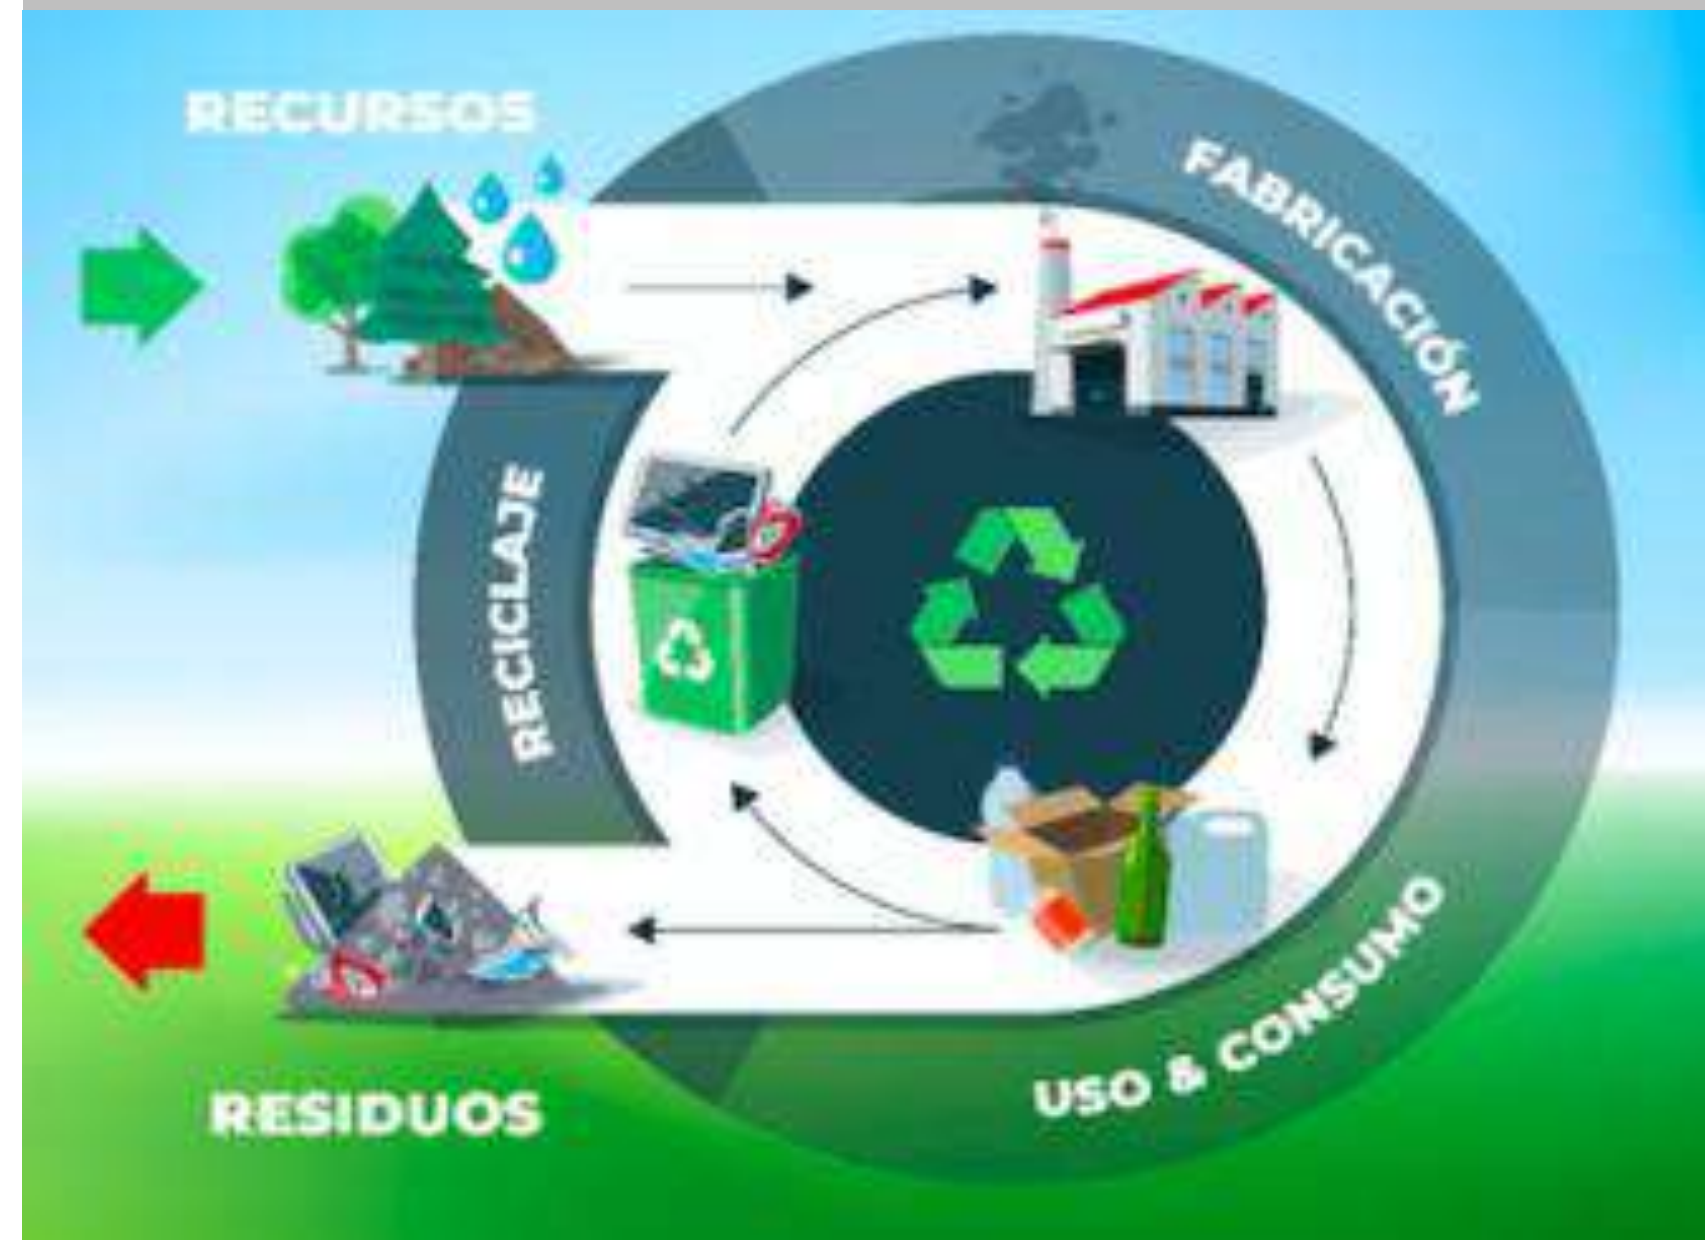 RECURSOS
FABRICACIÓN
RECICLAJE
USO & CONSUMO
RESIDUOS